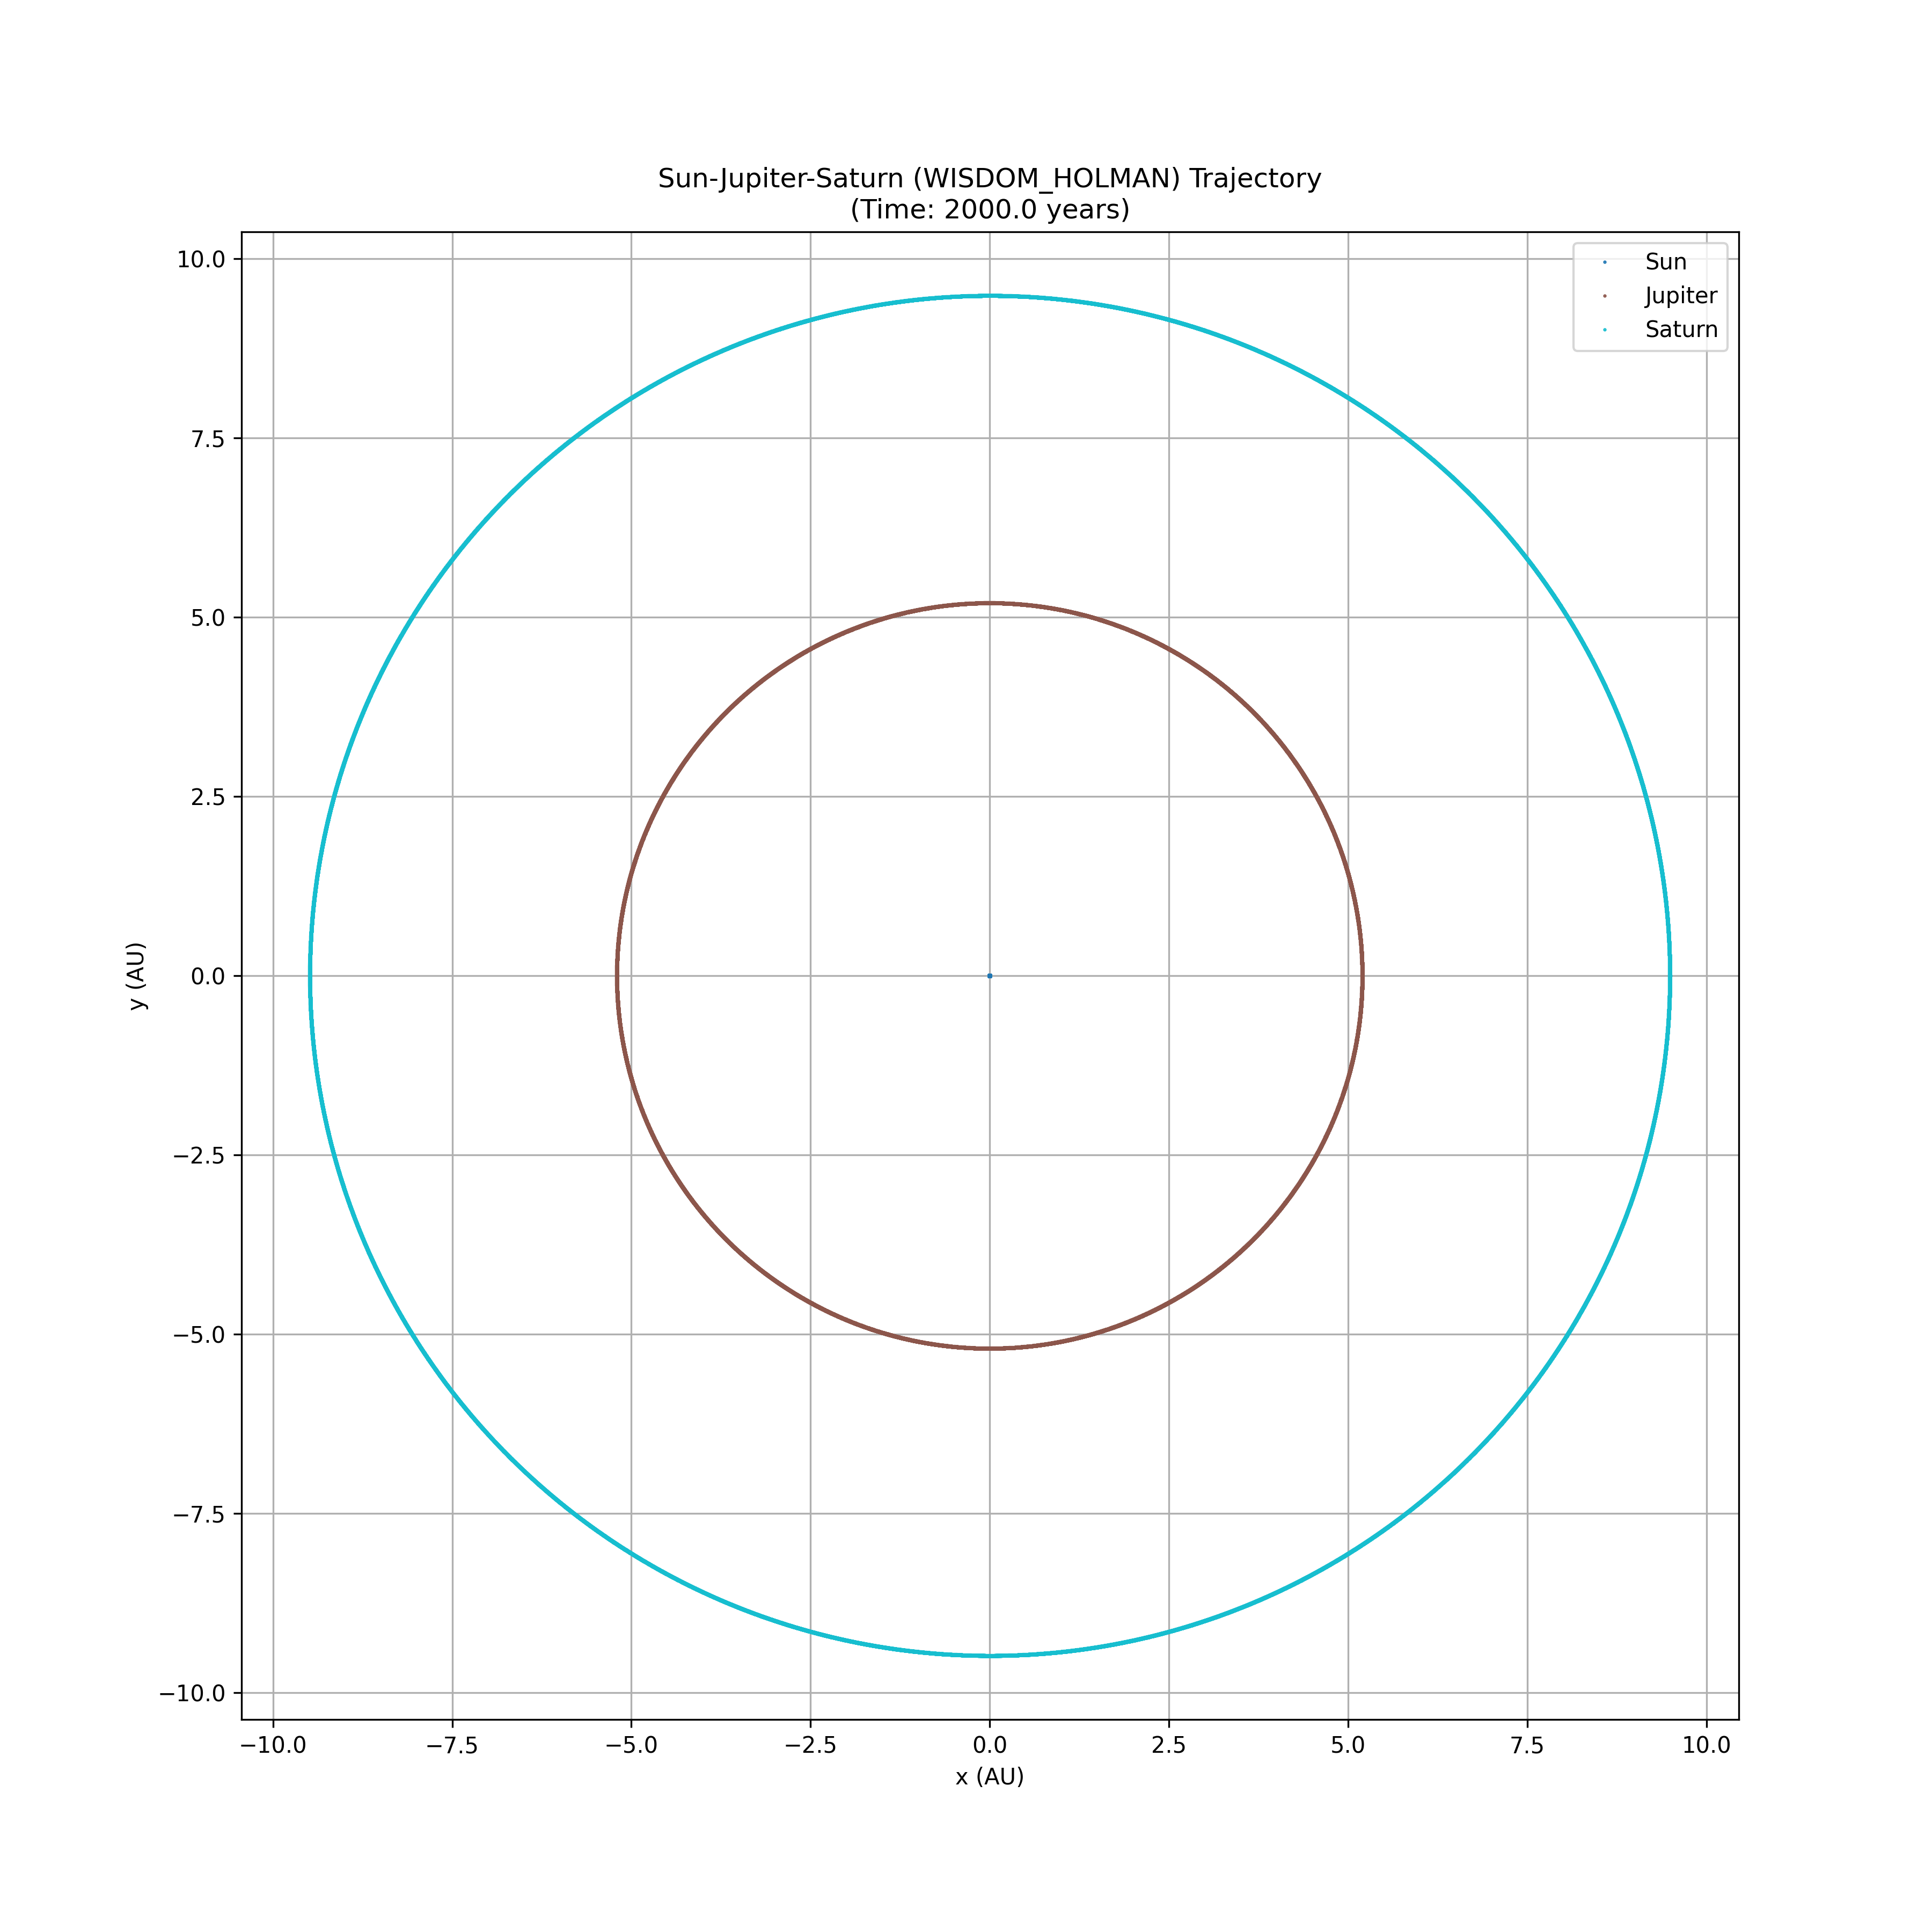 Sun-Jupiter-Saturn (WISDOM_HOLMAN) Trajectory
(Time: 2000.0 years)
Sun
Jupiter
Saturn
10.0
7.5
5.0
2.5
0.0
−2.5
−5.0
−7.5
−10.0
y (AU)
−10.0 −7.5 −5.0 −2.5 0.0 2.5 5.0 7.5 10.0
x (AU)